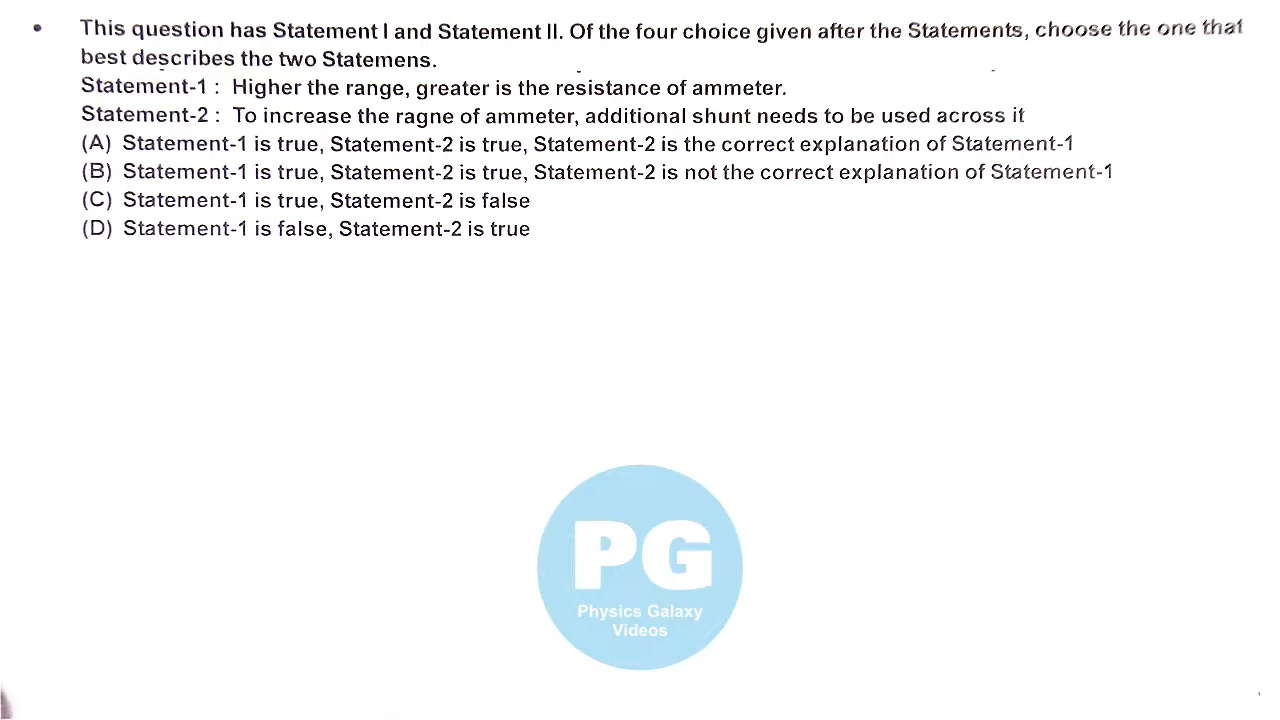 • This question has Statement I and Statement II. Of the four choice given after the Statements, choose the one that
best describes the two Statemens.
Statement-1 : Higher the range, greater is the resistance of ammeter.
Statement-2 : To increase the ragne of ammeter, additional shunt needs to be used across it
(A) Statement-1 is true, Statement-2 is true, Statement-2 is the correct explanation of Statement-1
(B) Statement-1 is true, Statement-2 is true, Statement-2 is not the correct explanation of Statement-1
(C) Statement-1 is true, Statement-2 is false
(D) Statement-1 is false, Statement-2 is true
PG
Physics Galaxy
Videos